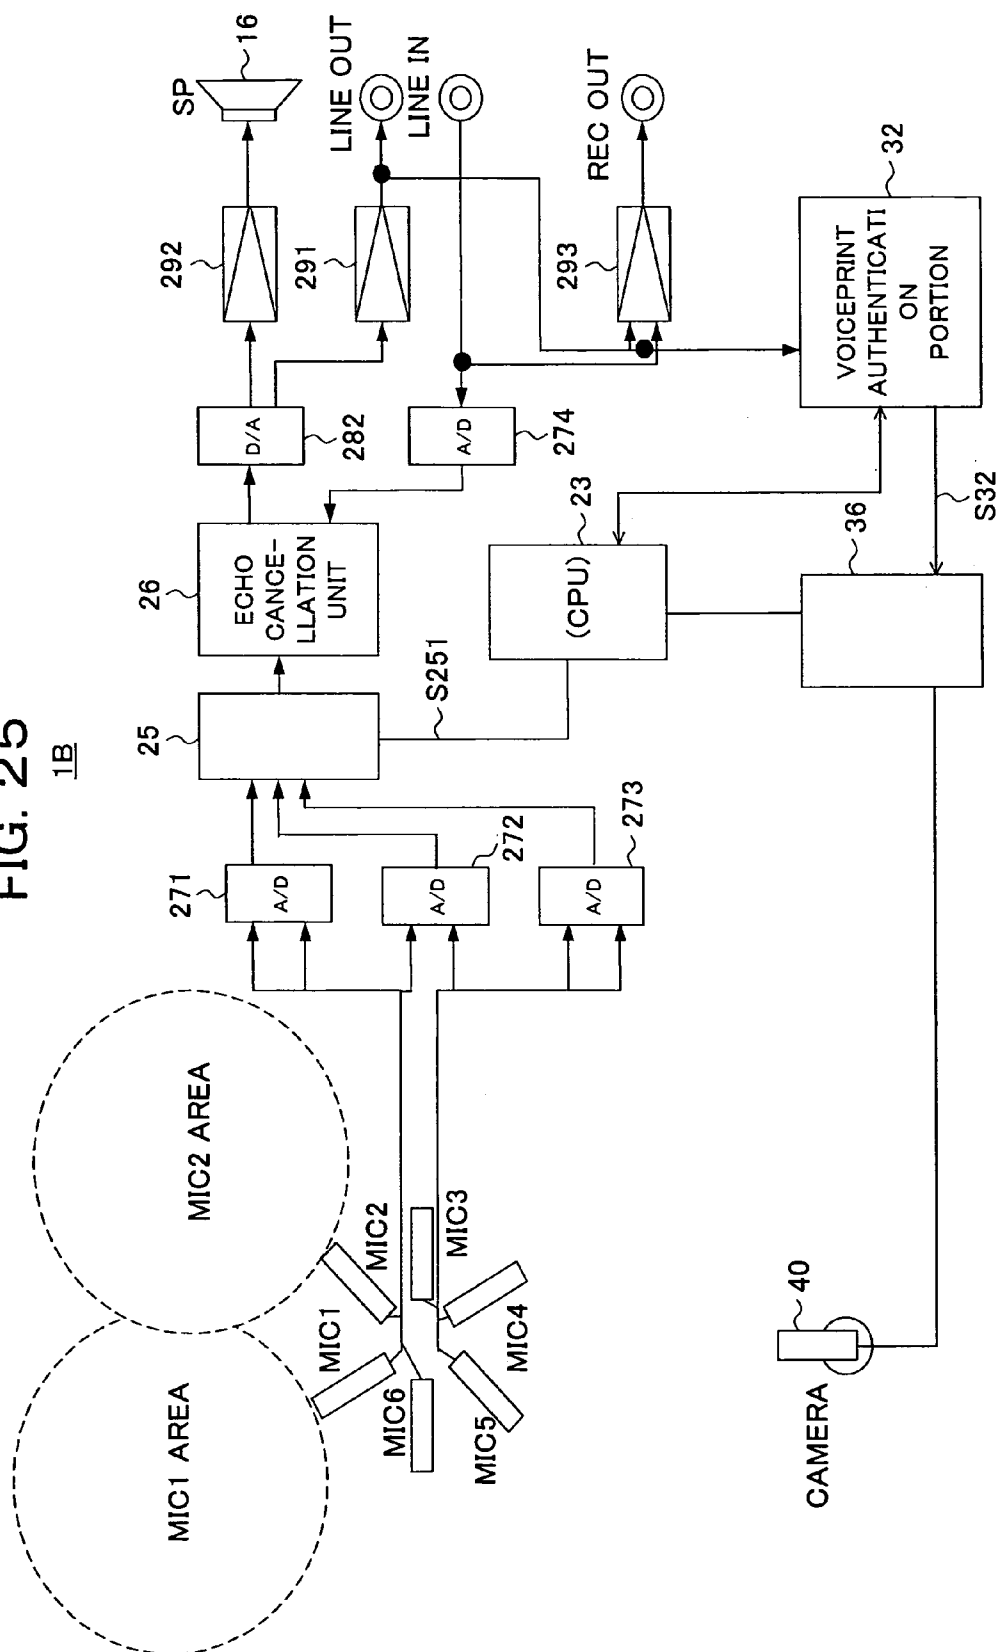 FIG. 25
1B
MIC1 AREA
MIC2 AREA
MIC1
MIC2
MIC3
MIC4
MIC5
MIC6
271
A/D
272
A/D
273
A/D
25
S251
26
ECHO
CANCE-
LLATION
UNIT
D/A
282
A/D
274
292
291
293
SP
16
LINE OUT
LINE IN
REC OUT
23
(CPU)
36
S32
32
VOICEPRINT
AUTHENTICATI
ON
PORTION
CAMERA
40